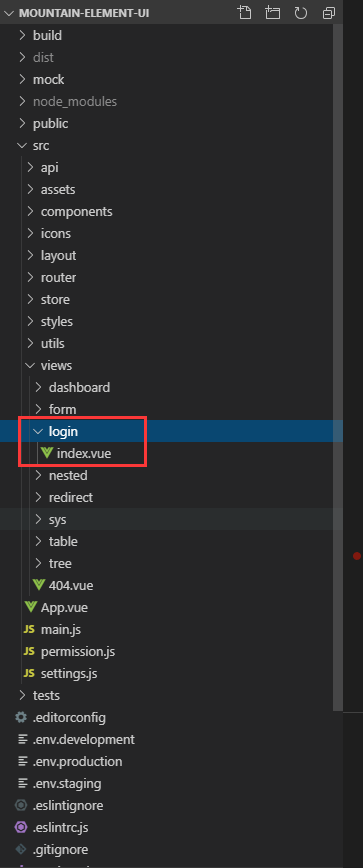 MOUNTAIN-ELEMENT-UI
build
dist
mock
node_modules
public
src
api
assets
components
icons
layout
router
store
styles
utils
views
dashboard
form
login
index.vue
nested
redirect
sys
table
tree
404.vue
App.vue
JS main.js
JS permission.js
JS settings.js
tests
.editorconfig
.env.development
.env.production
.env.staging
.eslintignore
.eslintrc.js
.gitignore